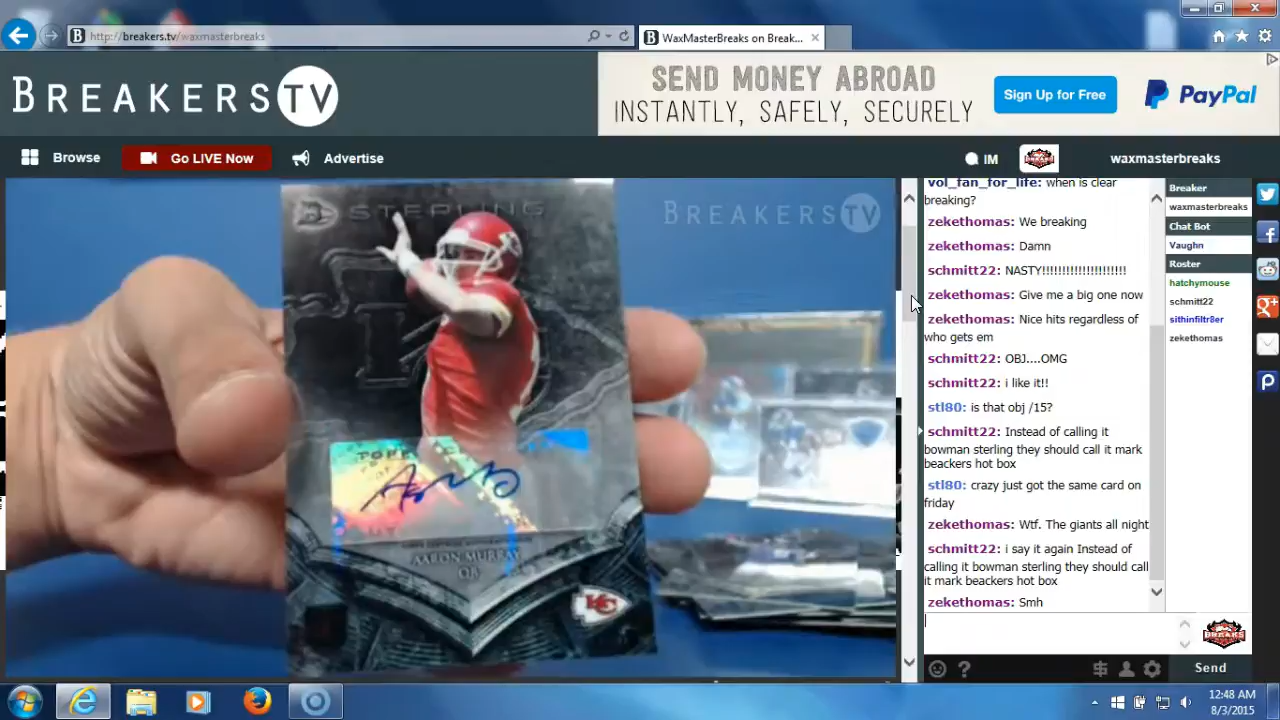 http://breakers.tv/waxmasterbreaks
WaxMasterBreaks on Break...
BREAKERS TV
SEND MONEY ABROAD
INSTANTLY, SAFELY, SECURELY
Sign Up for Free
PayPal
Browse
Go LIVE Now
Advertise
IM
waxmasterbreaks
STERLING
BREAKERS TV
TOPPS
AARON MURRAY
QB
KC
vol_fan_for_life: when is clear
breaking?
zekethomas: We breaking
zekethomas: Damn
schmitt22: NASTY!!!!!!!!!!!!!!!!!!!!!
zekethomas: Give me a big one now
zekethomas: Nice hits regardless of
who gets em
schmitt22: OBJ....OMG
schmitt22: i like it!!
stl80: is that obj /15?
schmitt22: Instead of calling it
bowman sterling they should call it mark
beackers hot box
stl80: crazy just got the same card on
friday
zekethomas: Wtf. The giants all night
schmitt22: i say it again Instead of
calling it bowman sterling they should call
it mark beackers hot box
zekethomas: Smh
Send
Breaker
waxmasterbreaks
Chat Bot
Vaughn
Roster
hatchymouse
schmitt22
sithinfiltr8er
zekethomas
12:48 AM
8/3/2015